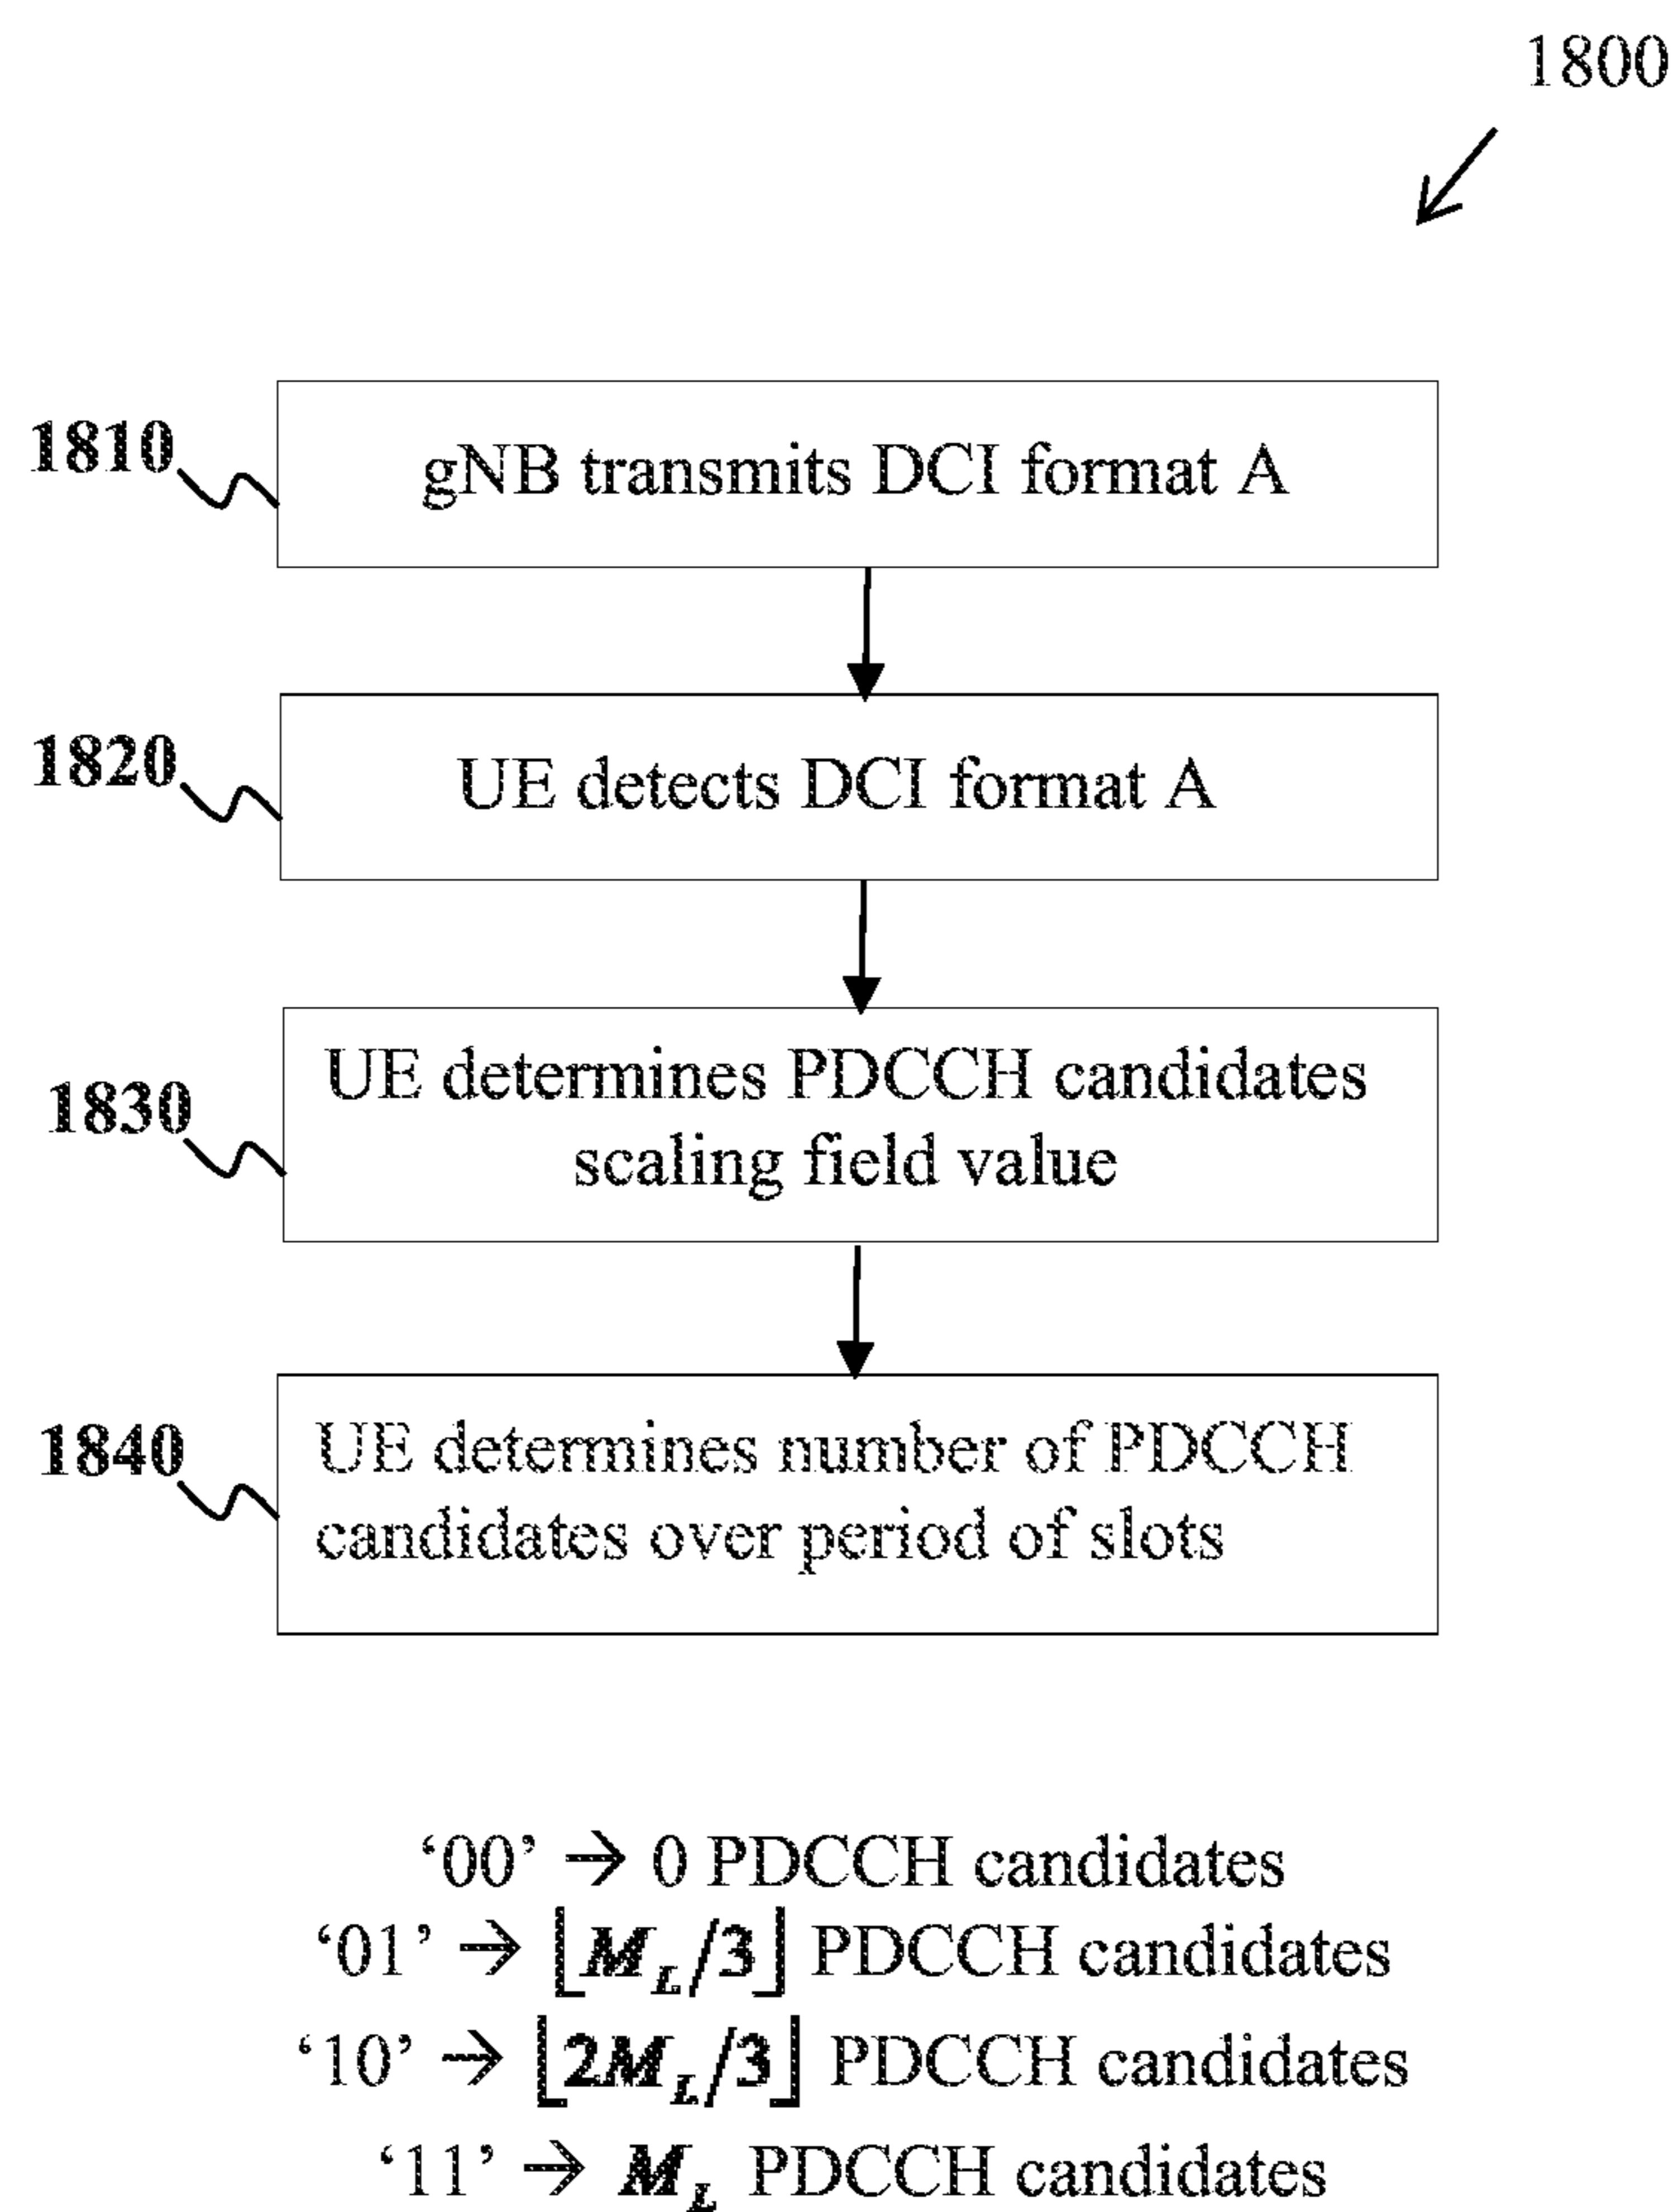 1800
1810
gNB transmits DCI format A
1820
UE detects DCI format A
1830
UE determines PDCCH candidates
scaling field value
1840
UE determines number of PDCCH
candidates over period of slots
‘00’ → 0 PDCCH candidates
‘01’ → ⌊M_L/3⌋ PDCCH candidates
‘10’ → ⌊2M_L/3⌋ PDCCH candidates
‘11’ → M_L PDCCH candidates